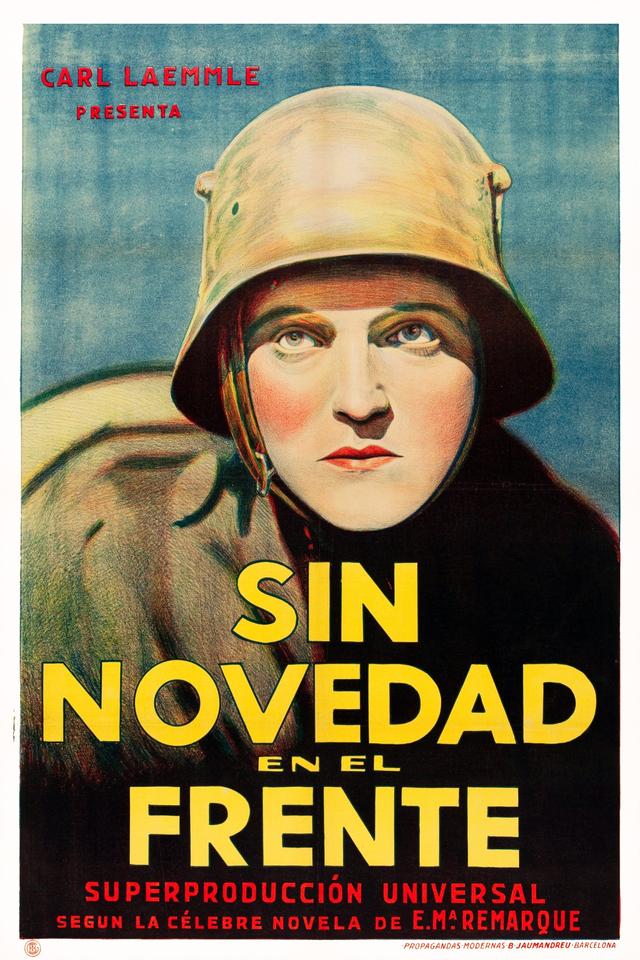 CARL LAEMMLE
PRESENTA
SIN
NOVEDAD
EN EL
FRENTE
SUPERPRODUCCIÓN UNIVERSAL
SEGUN LA CÉLEBRE NOVELA DE E.Mª REMARQUE
PROPAGANDAS·MODERNAS·B·JAUMANDREU·BARCELONA